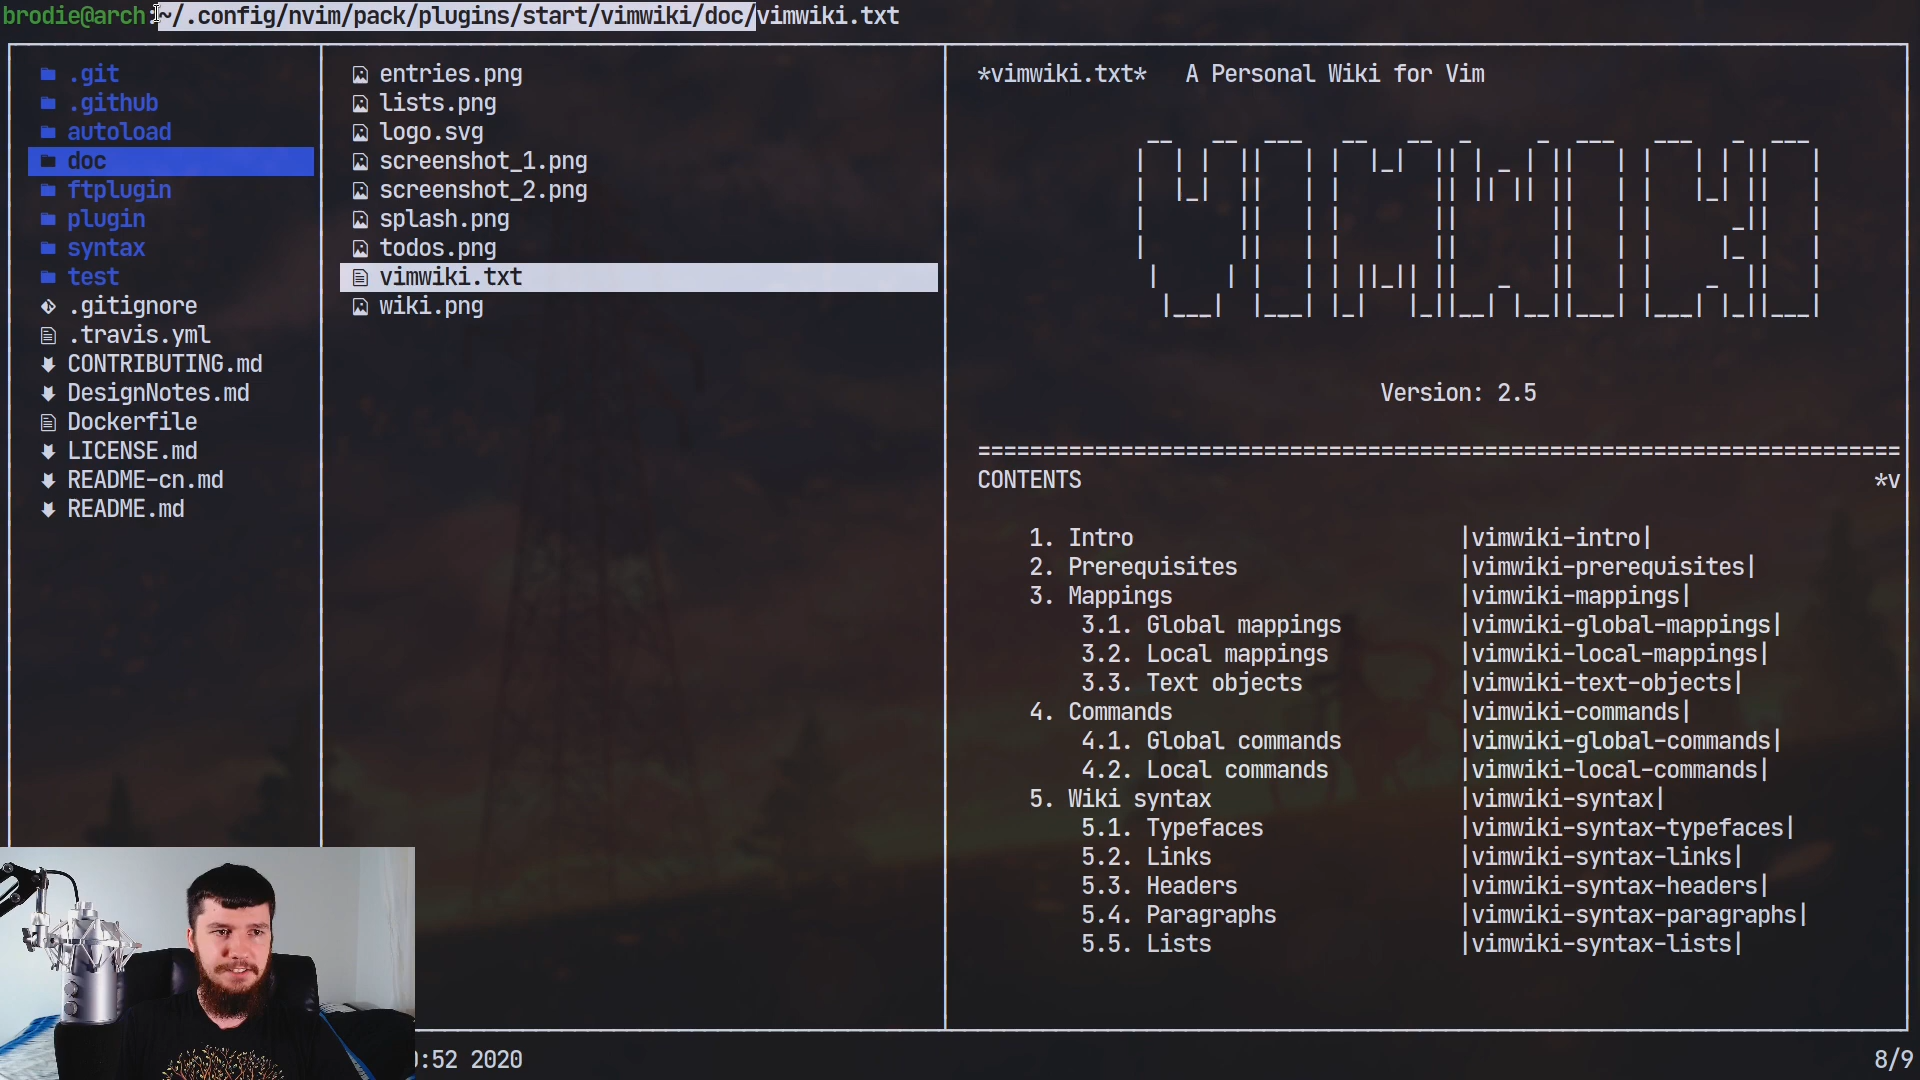 brodie@arch:~/.config/nvim/pack/plugins/start/vimwiki/doc/vimwiki.txt
.git
.github
autoload
doc
ftplugin
plugin
syntax
test
.gitignore
.travis.yml
CONTRIBUTING.md
DesignNotes.md
Dockerfile
LICENSE.md
README-cn.md
README.md
entries.png
lists.png
logo.svg
screenshot_1.png
screenshot_2.png
splash.png
todos.png
vimwiki.txt
wiki.png
*vimwiki.txt*   A Personal Wiki for Vim
VIMWIKI
Version: 2.5
=======================================================================
CONTENTS *v
1. Intro |vimwiki-intro|
2. Prerequisites |vimwiki-prerequisites|
3. Mappings |vimwiki-mappings|
3.1. Global mappings |vimwiki-global-mappings|
3.2. Local mappings |vimwiki-local-mappings|
3.3. Text objects |vimwiki-text-objects|
4. Commands |vimwiki-commands|
4.1. Global commands |vimwiki-global-commands|
4.2. Local commands |vimwiki-local-commands|
5. Wiki syntax |vimwiki-syntax|
5.1. Typefaces |vimwiki-syntax-typefaces|
5.2. Links |vimwiki-syntax-links|
5.3. Headers |vimwiki-syntax-headers|
5.4. Paragraphs |vimwiki-syntax-paragraphs|
5.5. Lists |vimwiki-syntax-lists|
:52 2020
8/9